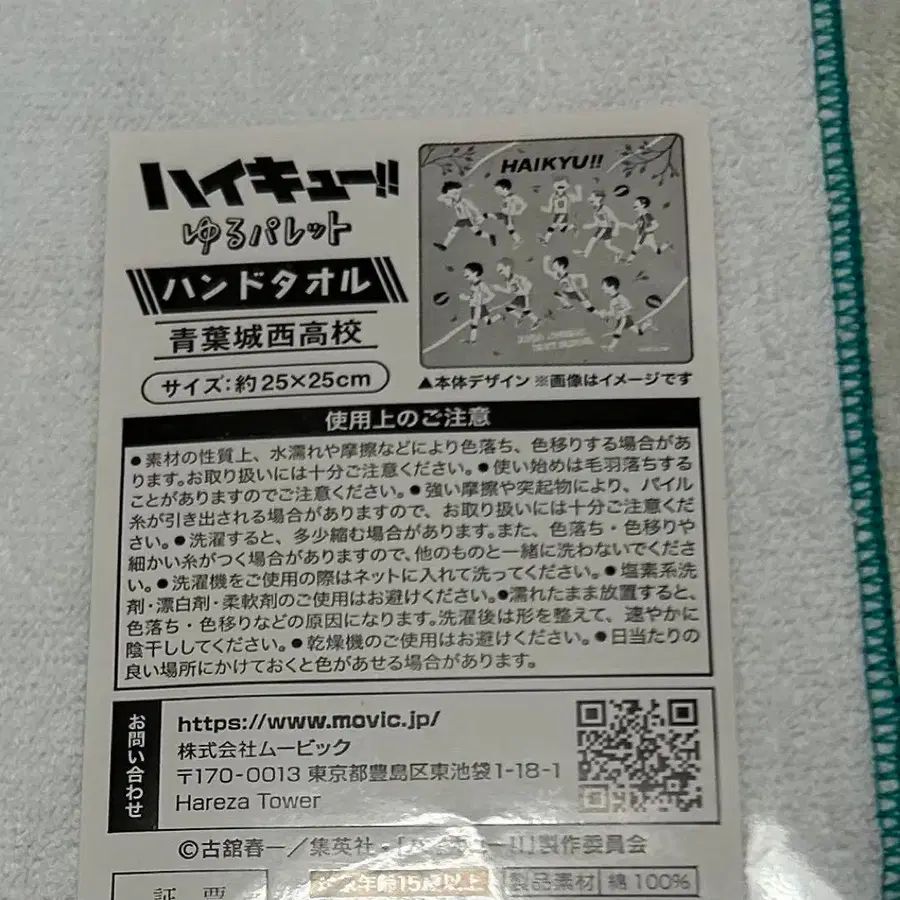 ハイキュー!!
ゆるパレット
ハンドタオル
青葉城西高校
サイズ：約25×25cm
HAIKYU!!
▲本体デザイン ※画像はイメージです
使用上のご注意
●素材の性質上、水濡れや摩擦などにより色落ち、色移りする場合があ
ります。お取り扱いには十分ご注意ください。●使い始めは毛羽落ちする
ことがありますのでご注意ください。●強い摩擦や突起物により、パイル
糸が引き出される場合がありますので、お取り扱いには十分ご注意くだ
さい。●洗濯すると、多少縮む場合があります。また、色落ち・色移りや
細かい糸がつく場合がありますので、他のものと一緒に洗わないでくださ
い。●洗濯機をご使用の際はネットに入れて洗ってください。●塩素系洗
剤・漂白剤・柔軟剤のご使用はお避けください。●濡れたまま放置すると、
色落ち・色移りなどの原因になります。洗濯後は形を整えて、速やかに
陰干ししてください。●乾燥機のご使用はお避けください。●日当たりの
良い場所にかけておくと色があせる場合があります。
お問い合わせ
https://www.movic.jp/
株式会社ムービック
〒170-0013 東京都豊島区東池袋1-18-1
Hareza Tower
©古舘春一／集英社・「ハイキュー!!」製作委員会
証 票
対象年齢15歳以上
製品素材 綿 100%